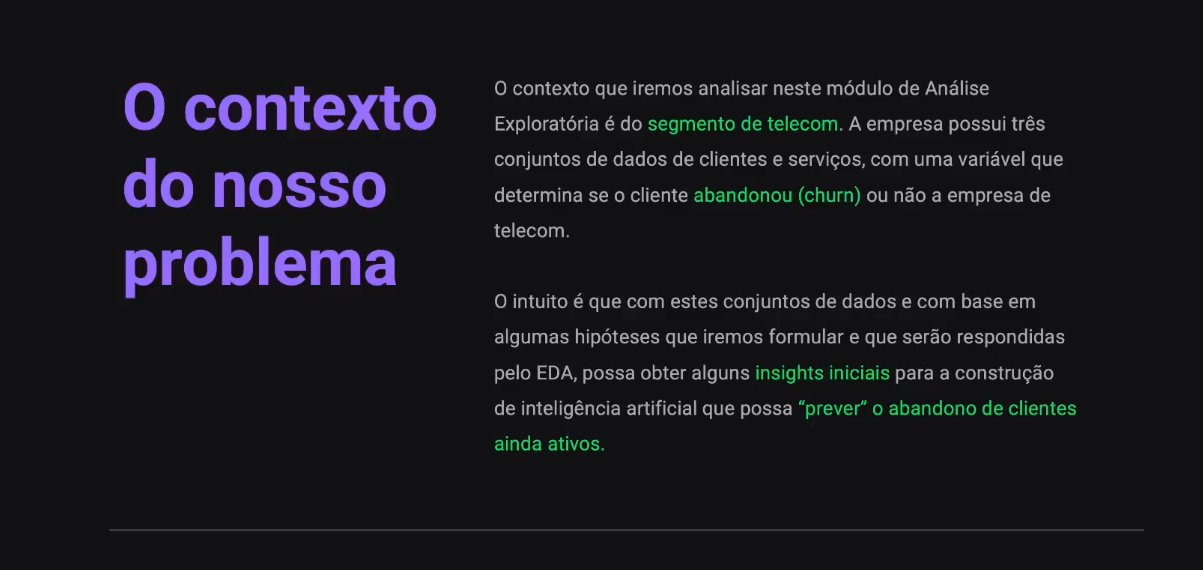 O contexto
do nosso
problema
O contexto que iremos analisar neste módulo de Análise
Exploratória é do segmento de telecom. A empresa possui três
conjuntos de dados de clientes e serviços, com uma variável que
determina se o cliente abandonou (churn) ou não a empresa de
telecom.
O intuito é que com estes conjuntos de dados e com base em
algumas hipóteses que iremos formular e que serão respondidas
pelo EDA, possa obter alguns insights iniciais para a construção
de inteligência artificial que possa “prever” o abandono de clientes
ainda ativos.